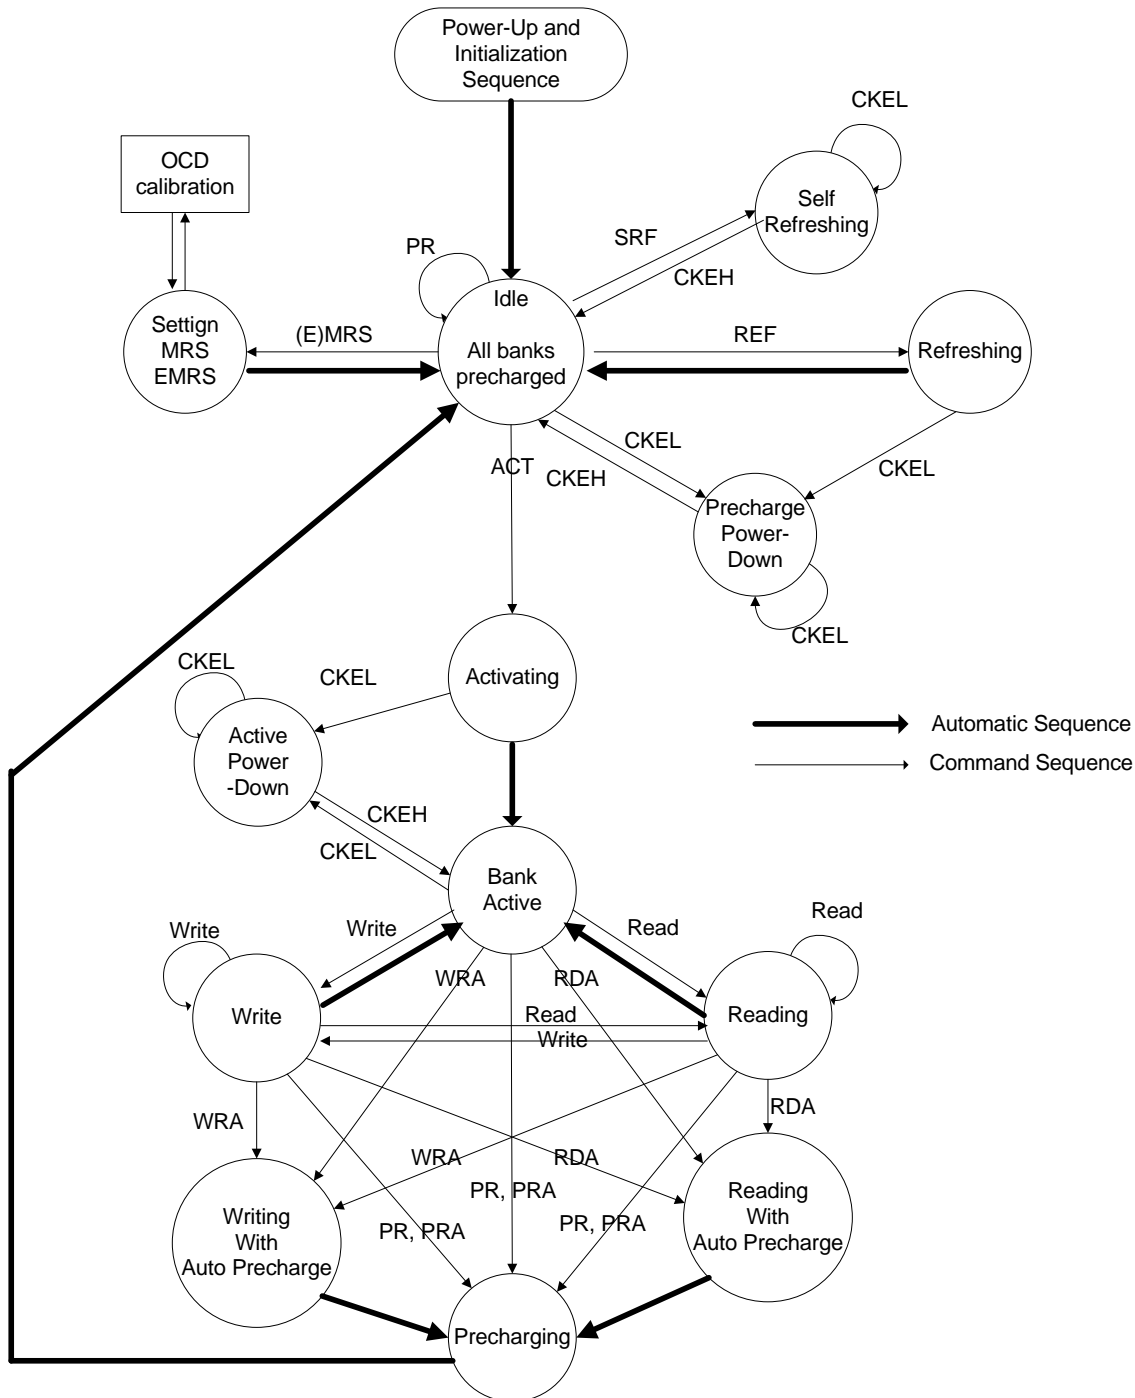 Power-Up and
Initialization
Sequence
CKEL
OCD
calibration
Self
Refreshing
SRF
PR
CKEH
Idle
(E)MRS
REF
Settign
MRS
EMRS
All banks
precharged
Refreshing
CKEL
ACT
CKEH
CKEL
Precharge
Power-
Down
CKEL
CKEL
CKEL
Activating
Active
Power
-Down
Automatic Sequence
Command Sequence
CKEH
CKEL
Bank
Active
Read
Write
Write
Read
WRA
RDA
Write
Read
Reading
Write
WRA
RDA
WRA
RDA
PR, PRA
Reading
With
Auto Precharge
Writing
With
Auto Precharge
PR, PRA
PR, PRA
Precharging